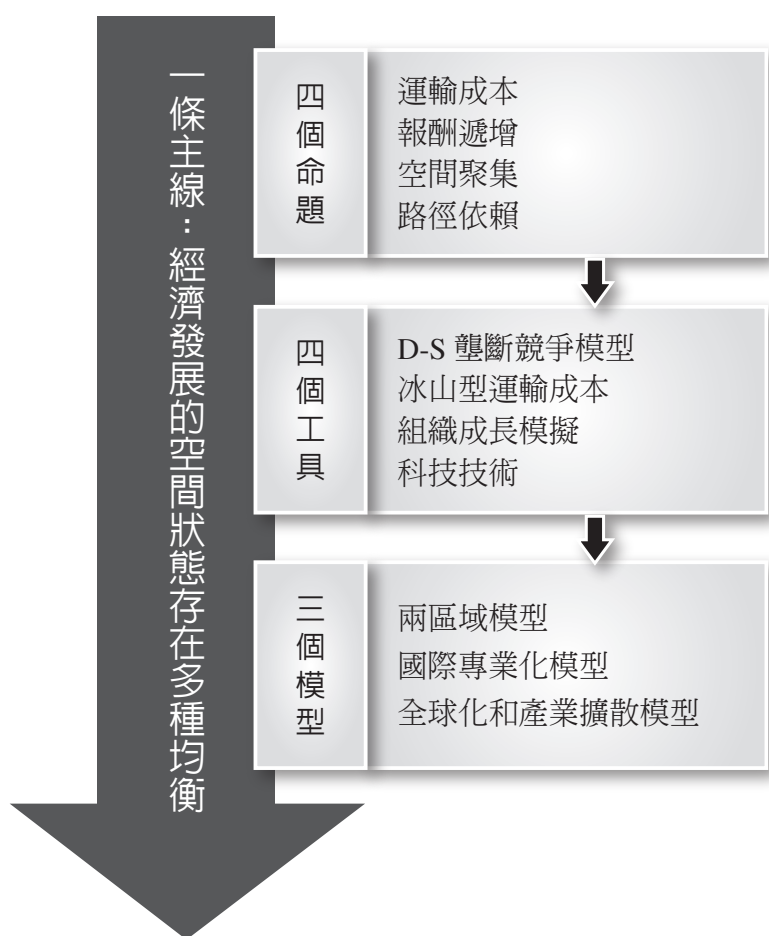 一條主線：經濟發展的空間狀態存在多種均衡
四個命題
運輸成本
報酬遞增
空間聚集
路徑依賴
四個工具
D-S 壟斷競爭模型
冰山型運輸成本
組織成長模擬
科技技術
三個模型
兩區域模型
國際專業化模型
全球化和產業擴散模型